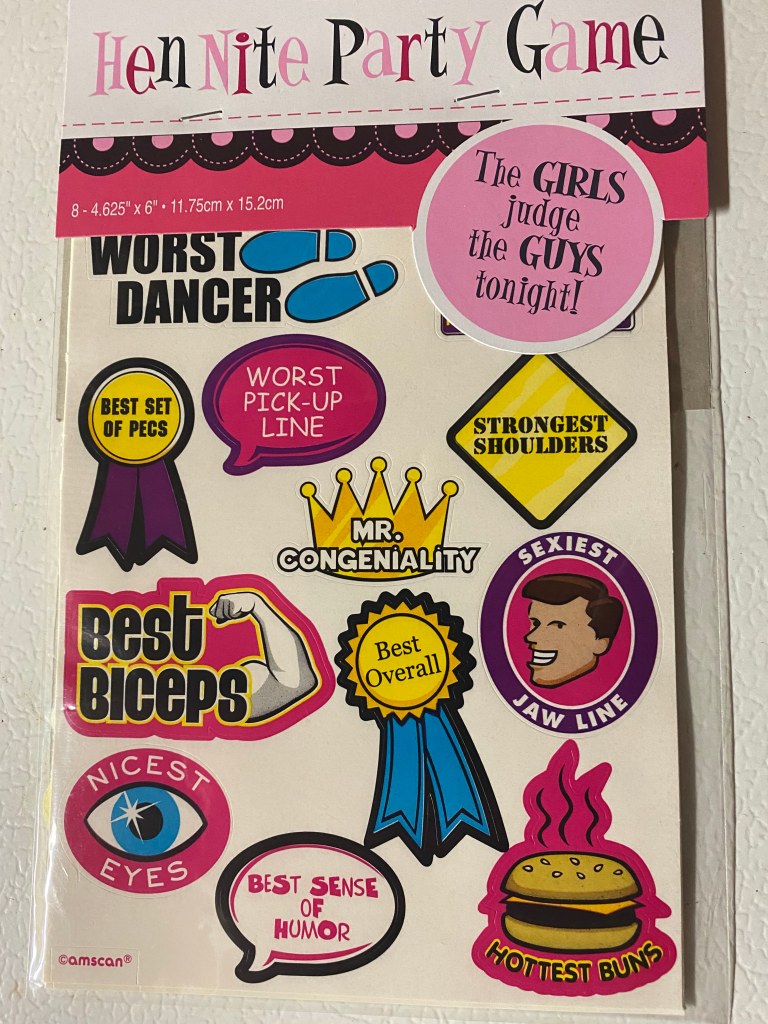 Hen Nite Party Game
8 - 4.625" x 6" • 11.75cm x 15.2cm
The GIRLS
judge
the GUYS
tonight!
WORST
DANCER
BEST SET
OF PECS
WORST
PICK-UP
LINE
STRONGEST
SHOULDERS
MR.
CONGENIALITY
SEXIEST
JAW LINE
Best
Biceps
Best
Overall
NICEST
EYES
BEST SENSE
OF
HUMOR
HOTTEST BUNS
©amscan®